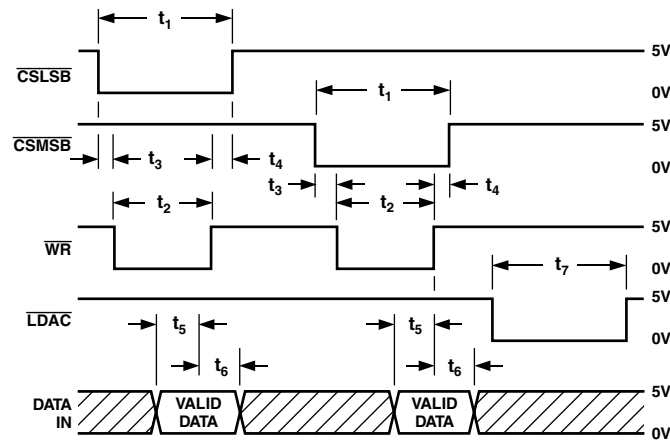 t1
CSLSB
5V
0V
t1
CSMSB
5V
0V
t3
t4
t3
t4
t2
t2
WR
5V
0V
t7
LDAC
5V
0V
t5
t5
t6
t6
DATA IN
VALID DATA
VALID DATA
5V
0V